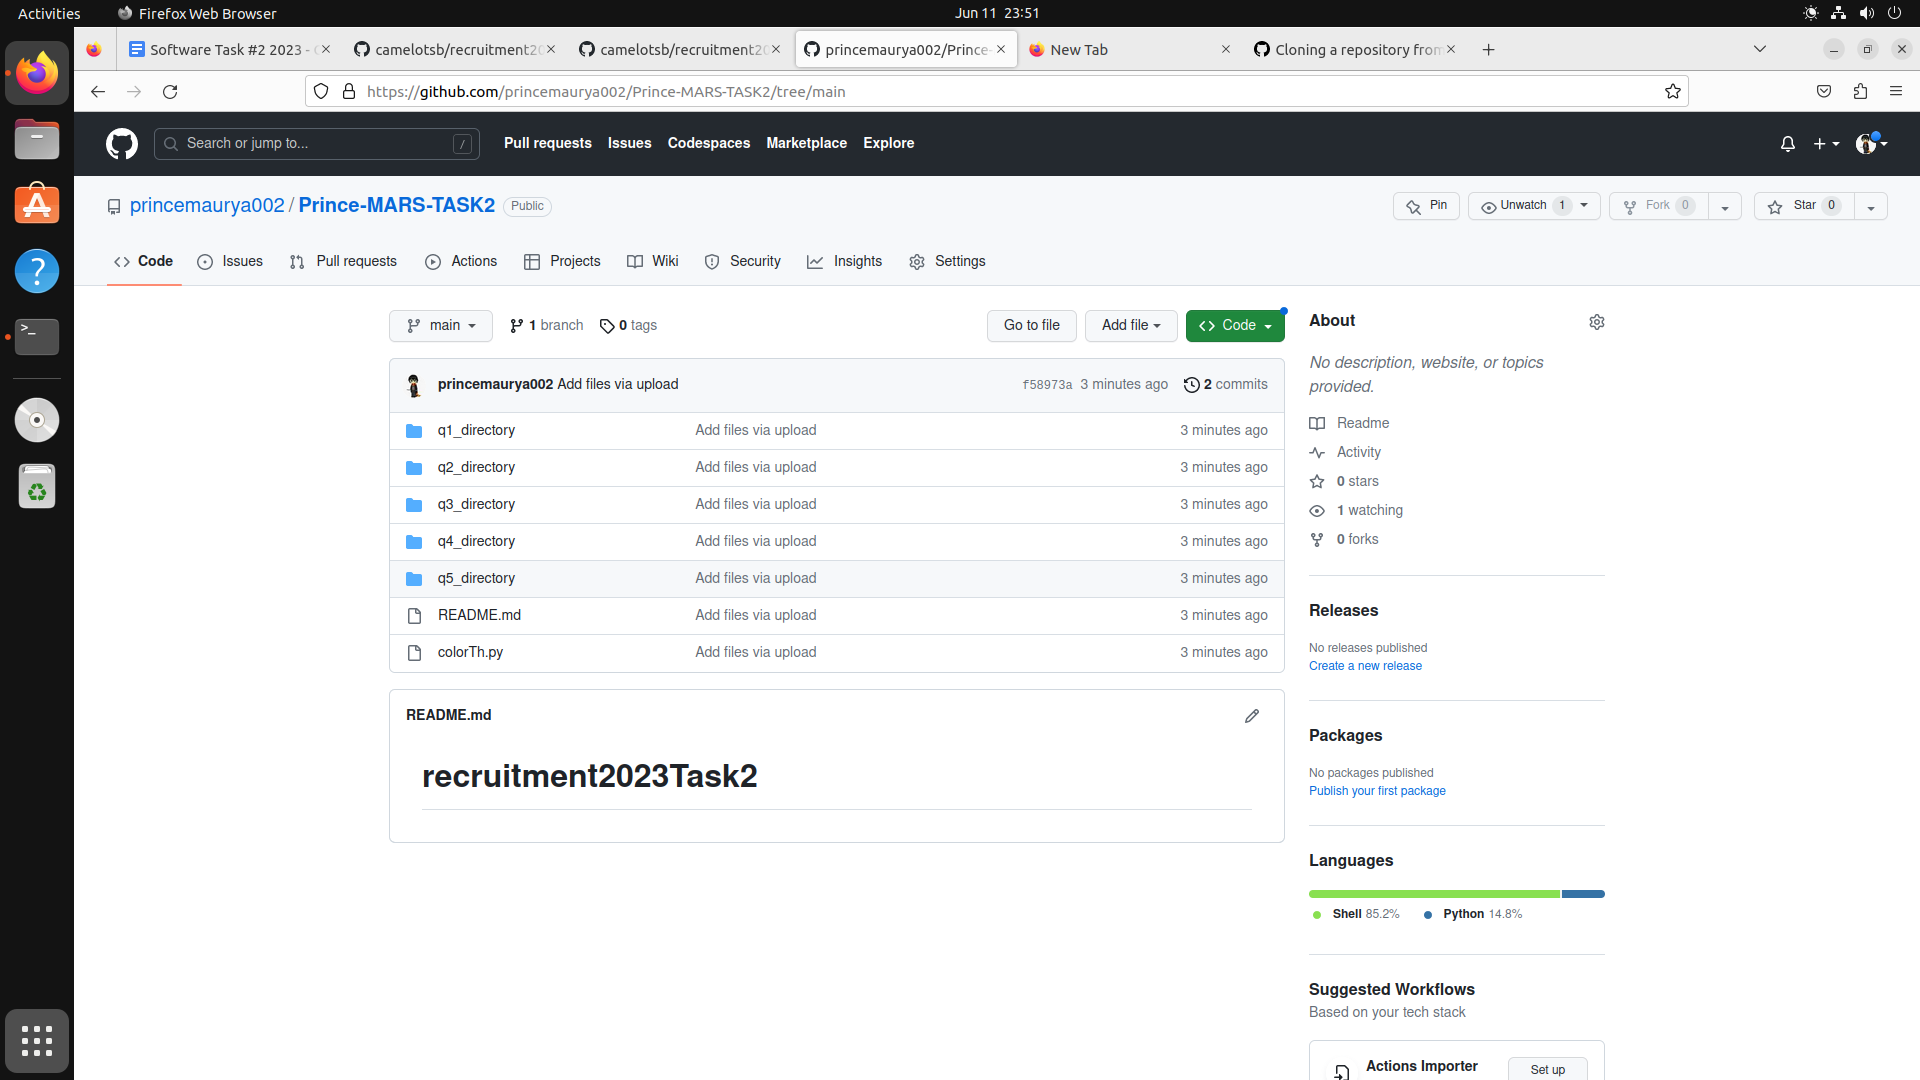 Activities Firefox Web Browser Jun 11 23:51
Software Task #2 2023 - camelotsb/recruitment20 camelotsb/recruitment20 princemaurya002/Prince- New Tab Cloning a repository from
https://github.com/princemaurya002/Prince-MARS-TASK2/tree/main
Search or jump to... / Pull requests Issues Codespaces Marketplace Explore
princemaurya002 / Prince-MARS-TASK2 Public Pin Unwatch 1 Fork 0 Star 0
Code Issues Pull requests Actions Projects Wiki Security Insights Settings
main 1 branch 0 tags Go to file Add file Code
princemaurya002 Add files via upload f58973a 3 minutes ago 2 commits
q1_directory Add files via upload 3 minutes ago
q2_directory Add files via upload 3 minutes ago
q3_directory Add files via upload 3 minutes ago
q4_directory Add files via upload 3 minutes ago
q5_directory Add files via upload 3 minutes ago
README.md Add files via upload 3 minutes ago
colorTh.py Add files via upload 3 minutes ago
README.md
recruitment2023Task2
About
No description, website, or topics
provided.
Readme
Activity
0 stars
1 watching
0 forks
Releases
No releases published
Create a new release
Packages
No packages published
Publish your first package
Languages
Shell 85.2% Python 14.8%
Suggested Workflows
Based on your tech stack
Actions Importer Set up